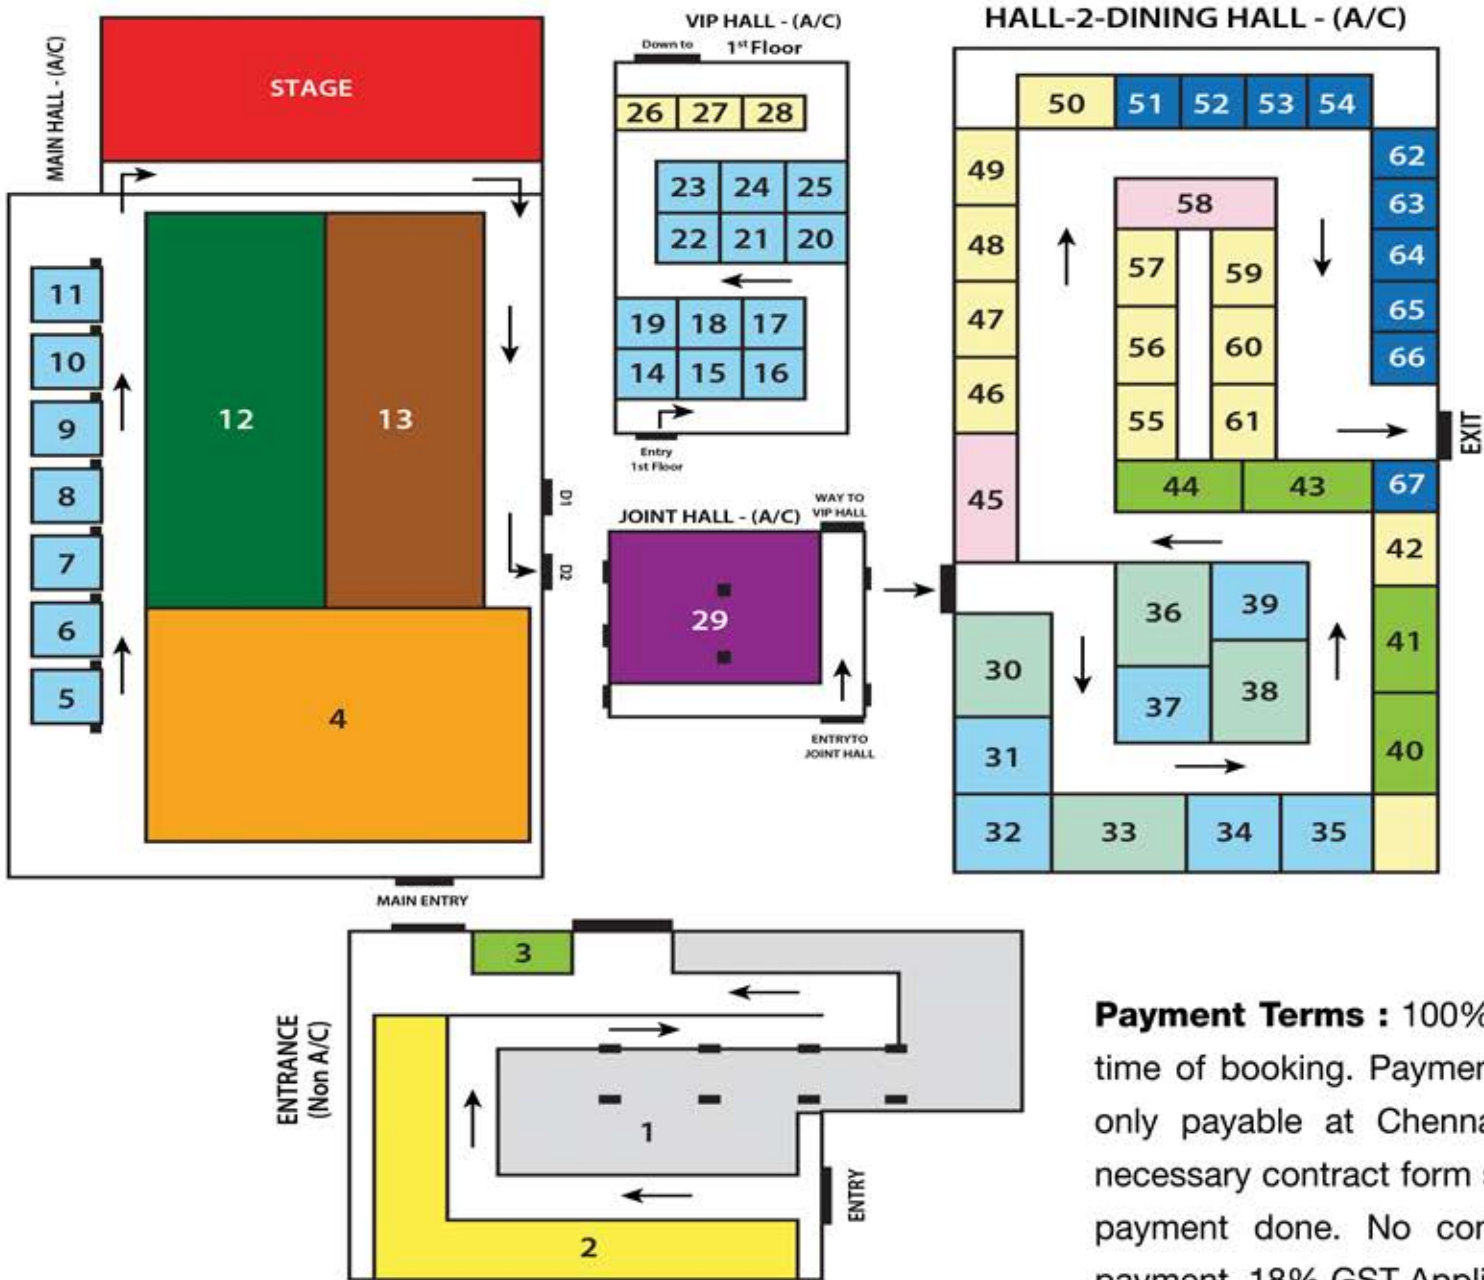 MAIN HALL - (A/C)
STAGE
11
10
9
8
7
6
5
12
13
4
D1
D2
MAIN ENTRY
VIP HALL - (A/C)
Down to 1st Floor
26 27 28
23 24 25
22 21 20
19 18 17
14 15 16
Entry
1st Floor
JOINT HALL - (A/C)
WAY TO
VIP HALL
29
ENTRYTO
JOINT HALL
HALL-2-DINING HALL - (A/C)
50 51 52 53 54
49
48
47
46
45
62
63
64
65
66
58
57 59
56 60
55 61
44 43 67
EXIT
42
41
40
36 39
37 38
30
31
32 33 34 35
ENTRANCE
(Non A/C)
3
1
2
ENTRY
Payment Terms : 100%
time of booking. Paymen
only payable at Chenna
necessary contract form
payment done. No con
payment. 18% GST Appli